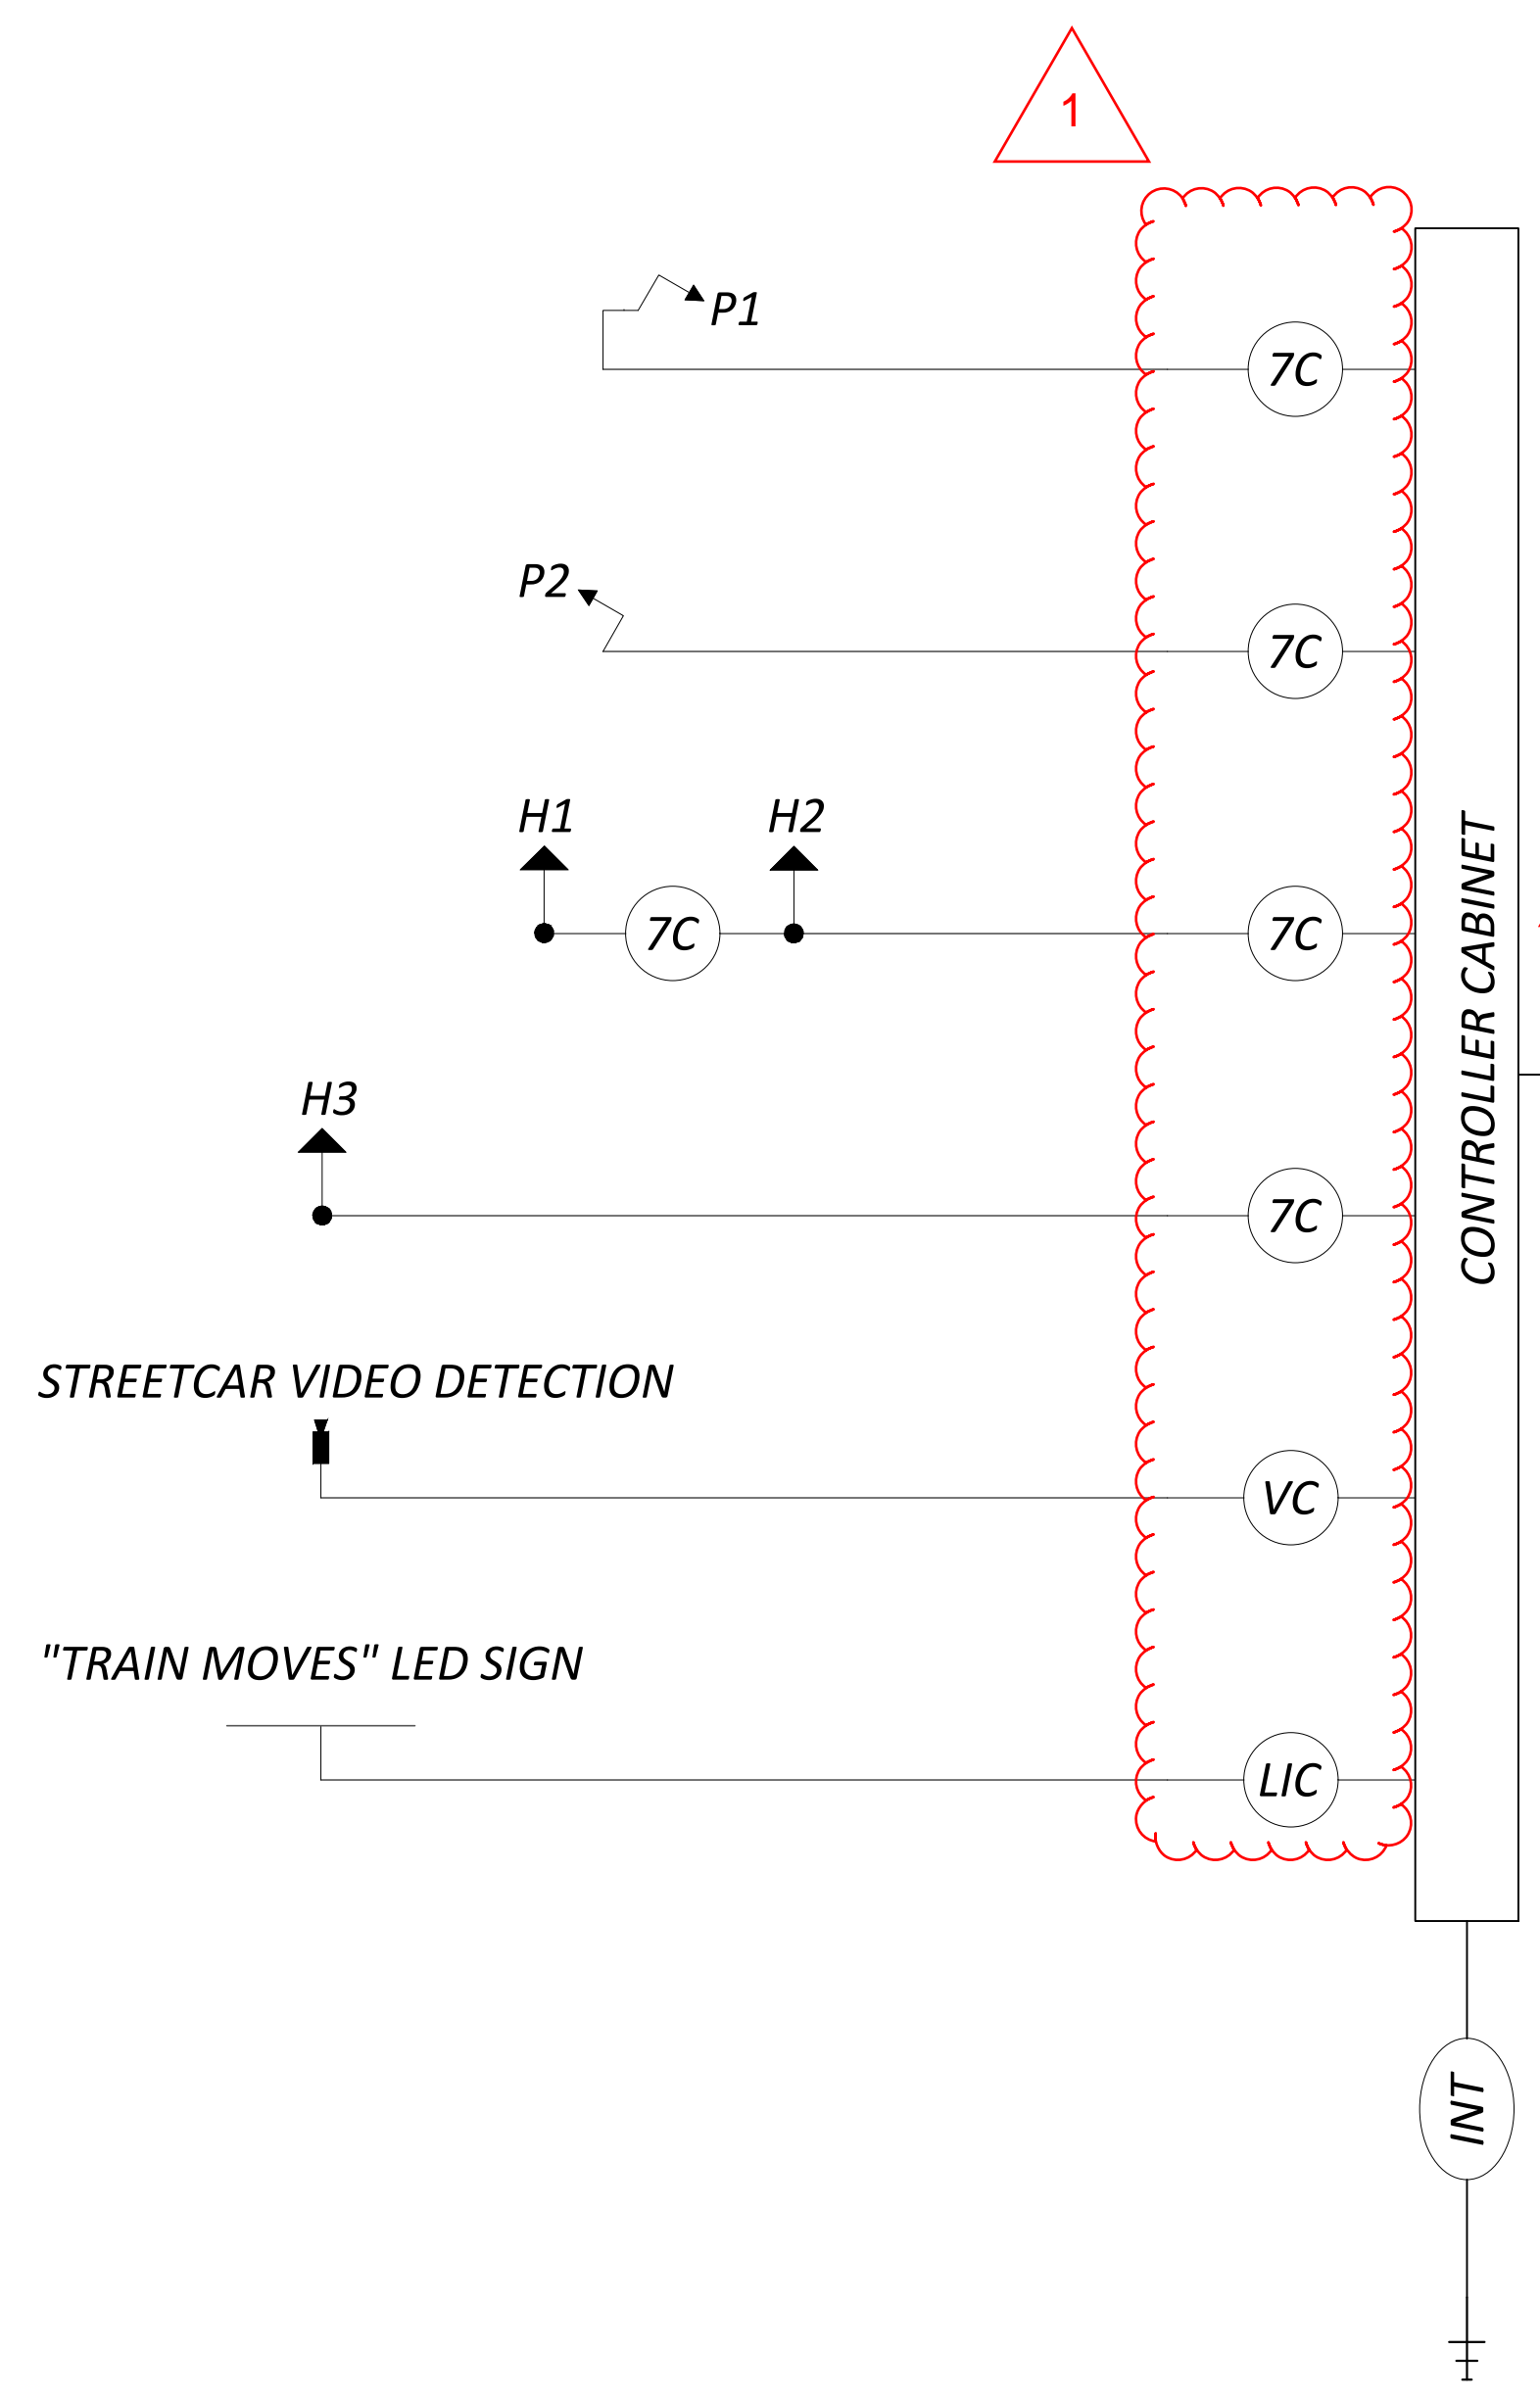 1
P1
7C
P2
7C
H1
H2
7C
7C
H3
7C
STREETCAR VIDEO DETECTION
VC
"TRAIN MOVES" LED SIGN
LIC
CONTROLLER CABINET
INT